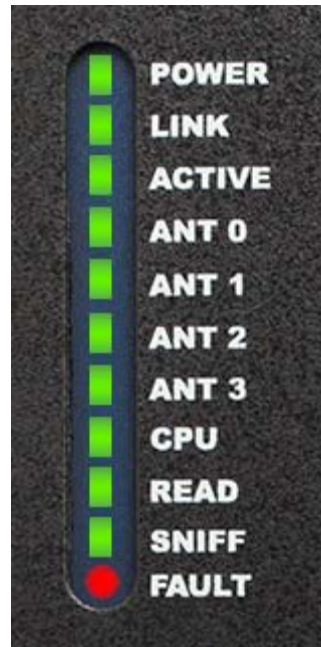 POWER
LINK
ACTIVE
ANT 0
ANT 1
ANT 2
ANT 3
CPU
READ
SNIFF
FAULT